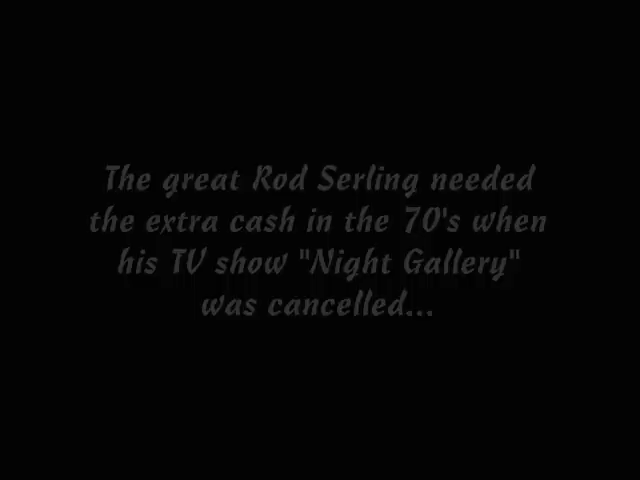 The great Rod Serling needed
the extra cash in the 70's when
his TV show "Night Gallery"
was cancelled...